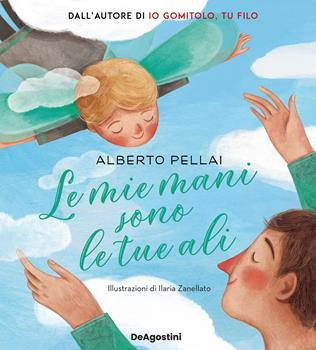 DALL'AUTORE DI IO GOMITOLO, TU FILO
ALBERTO PELLAI
Le mie mani
sono
le tue ali
Illustrazioni di Ilaria Zanellato
DeAgostini